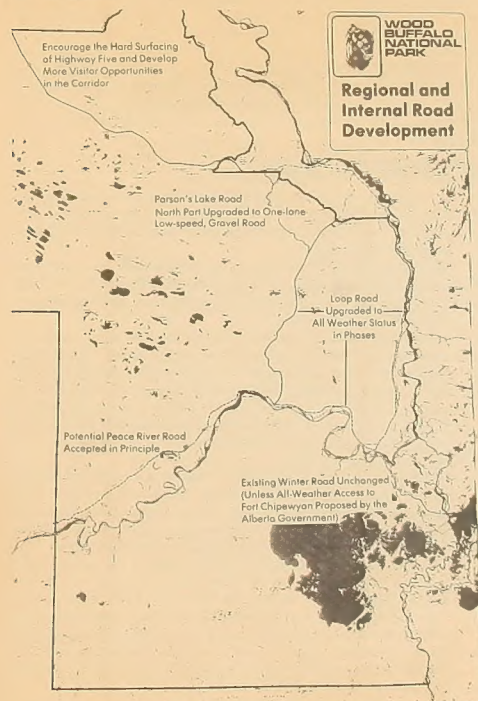 WOOD
BUFFALO
NATIONAL
PARK
Regional and
Internal Road
Development
Encourage the Hard Surfacing
of Highway Five and Develop
More Visitor Opportunities
in the Corridor
Parson's Lake Road
North Part Upgraded to One-lane
Low-speed, Gravel Road
Loop Road
Upgraded to
All Weather Status
in Phases
Potential Peace River Road
Accepted in Principle
Existing Winter Road Unchanged
(Unless All-Weather Access to
Fort Chipewyan Proposed by the
Alberta Government)